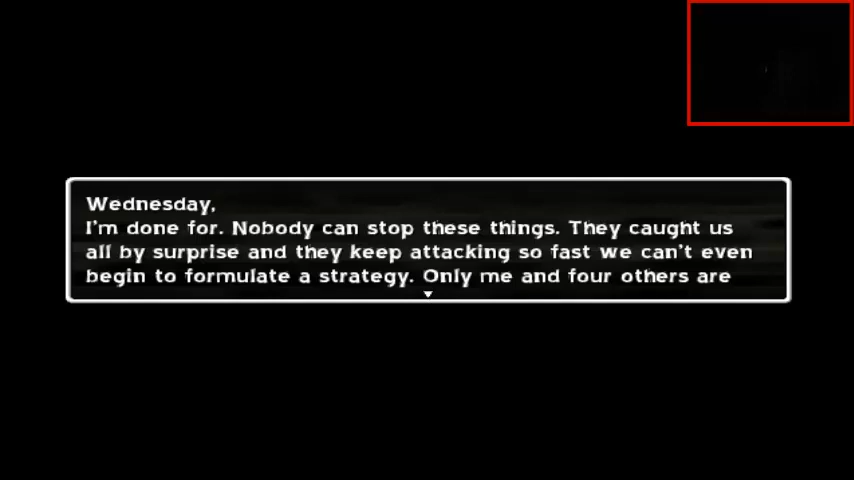 Wednesday,
I'm done for. Nobody can stop these things. They caught us
all by surprise and they keep attacking so fast we can't even
begin to formulate a strategy. Only me and four others are